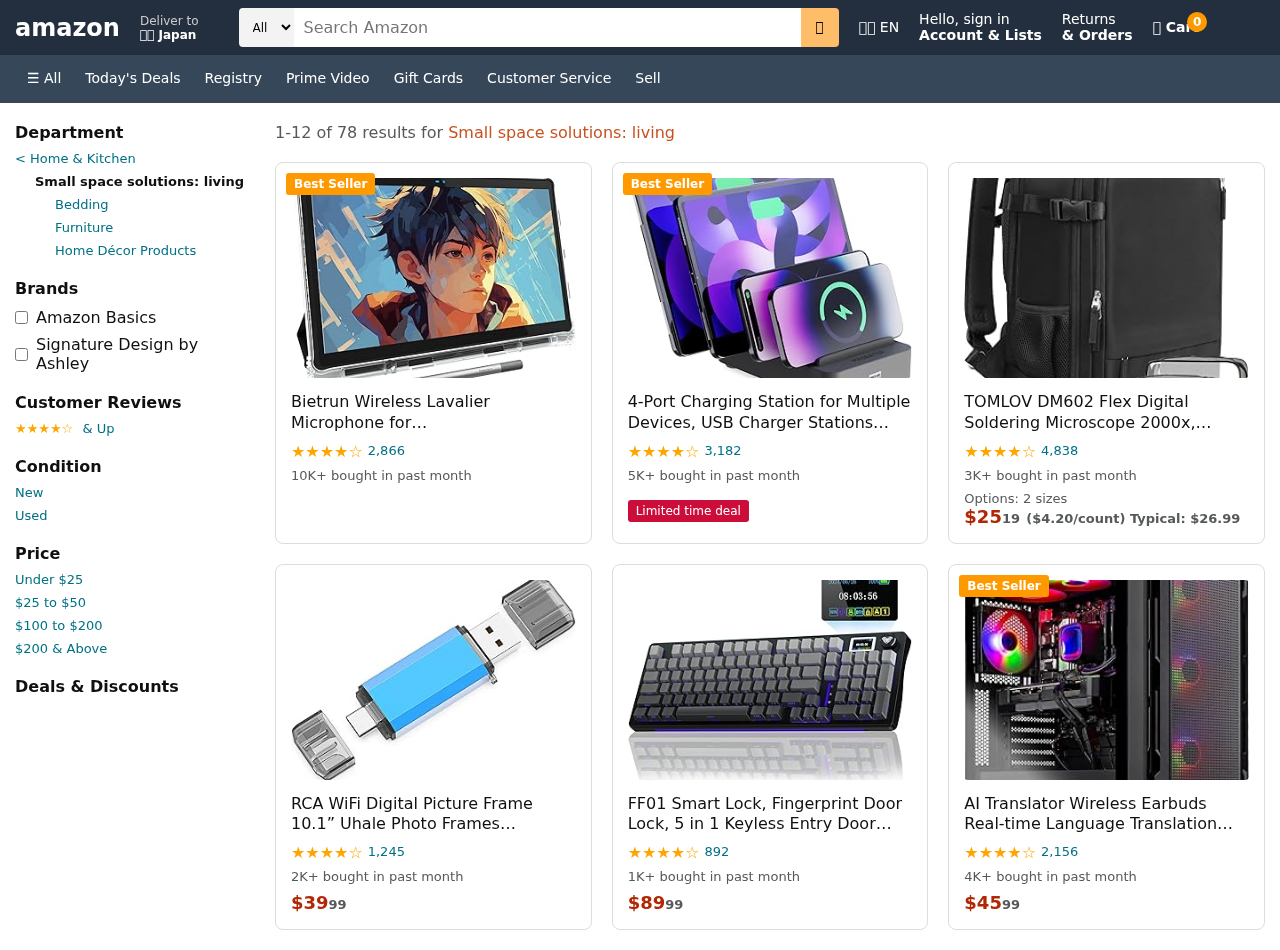 amazon
Deliver to
Japan
All
Search Amazon
EN
Hello, sign in
Account & Lists
Returns
& Orders
0
☰ All
Today's Deals
Registry
Prime Video
Gift Cards
Customer Service
Sell
Department
< Home & Kitchen
Small space solutions: living
Bedding
Furniture
Home Décor Products
Brands
Amazon Basics
Signature Design by
Ashley
Customer Reviews
★★★★☆ & Up
Condition
New
Used
Price
Under $25
$25 to $50
$100 to $200
$200 & Above
Deals & Discounts
1-12 of 78 results for Small space solutions: living
Best Seller
Bietrun Wireless Lavalier
Microphone for…
★★★★☆ 2,866
10K+ bought in past month
Best Seller
4-Port Charging Station for Multiple
Devices, USB Charger Stations…
★★★★☆ 3,182
5K+ bought in past month
Limited time deal
TOMLOV DM602 Flex Digital
Soldering Microscope 2000x,…
★★★★☆ 4,838
3K+ bought in past month
Options: 2 sizes
$2519 ($4.20/count) Typical: $26.99
RCA WiFi Digital Picture Frame
10.1” Uhale Photo Frames…
★★★★☆ 1,245
2K+ bought in past month
$3999
08:03:56
FF01 Smart Lock, Fingerprint Door
Lock, 5 in 1 Keyless Entry Door…
★★★★☆ 892
1K+ bought in past month
$8999
Best Seller
AI Translator Wireless Earbuds
Real-time Language Translation…
★★★★☆ 2,156
4K+ bought in past month
$4599